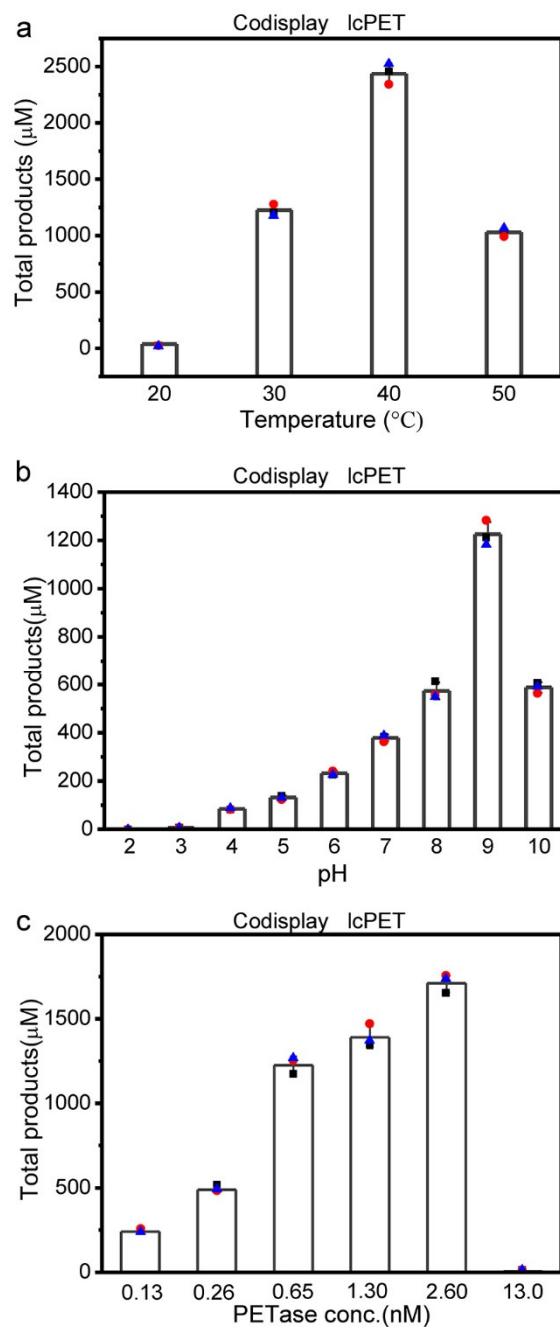 a
Codisplay lcPET
Total products (μM)
2500
2000
1500
1000
500
0
20 30 40 50
Temperature (°C)
b
Codisplay lcPET
Total products(μM)
1400
1200
1000
800
600
400
200
0
2 3 4 5 6 7 8 9 10
pH
c
Codisplay lcPET
Total products(μM)
2000
1500
1000
500
0
0.13 0.26 0.65 1.30 2.60 13.0
PETase conc.(nM)